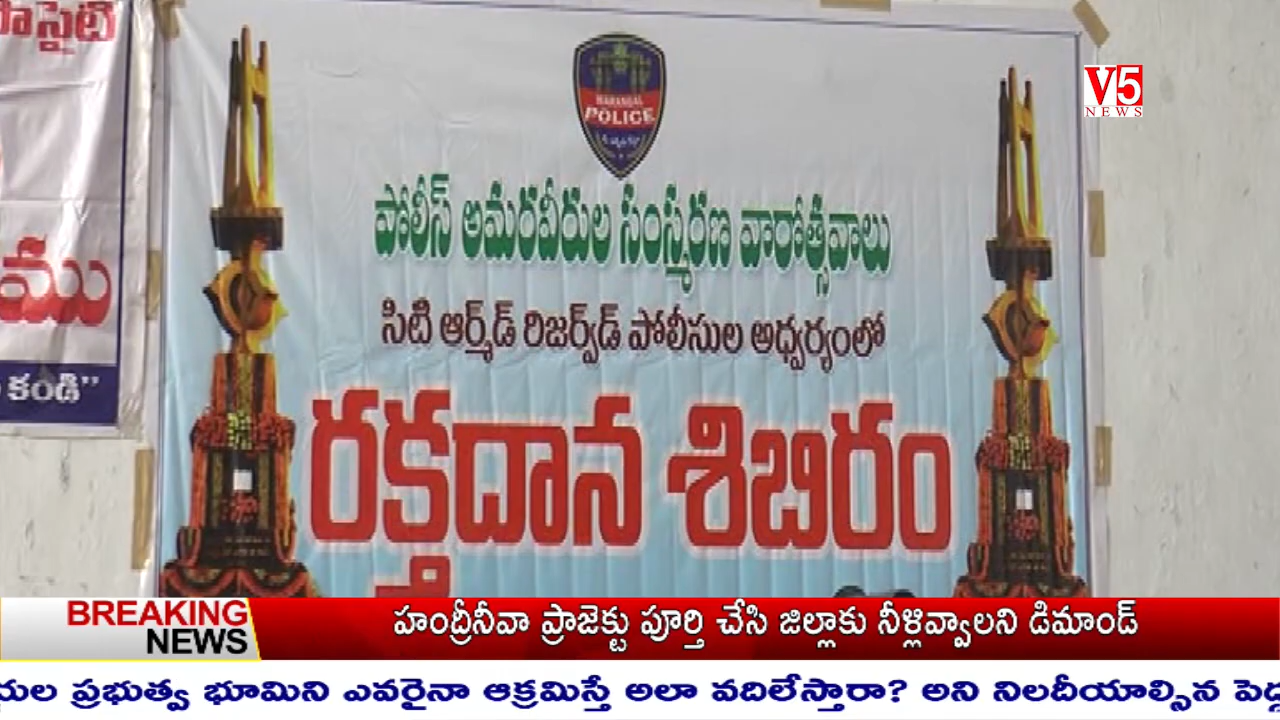 V5
NEWS
WARANGAL
POLICE
పోలీస్ అమరవీరుల సంస్మరణ వారోత్సవాలు
సిటి ఆర్మ్‌డ్ రిజర్వ్‌డ్ పోలీసుల అధ్వర్యంలో
రక్తదాన శిబిరం
కండి"
BREAKING
NEWS
హంద్రీనీవా ప్రాజెక్టు పూర్తి చేసి జిల్లాకు నీళ్లివ్వాలని డిమాండ్
ప్రభుత్వ భూమిని ఎవరైనా ఆక్రమిస్తే అలా వదిలేస్తారా? అని నిలదీయాల్సిన